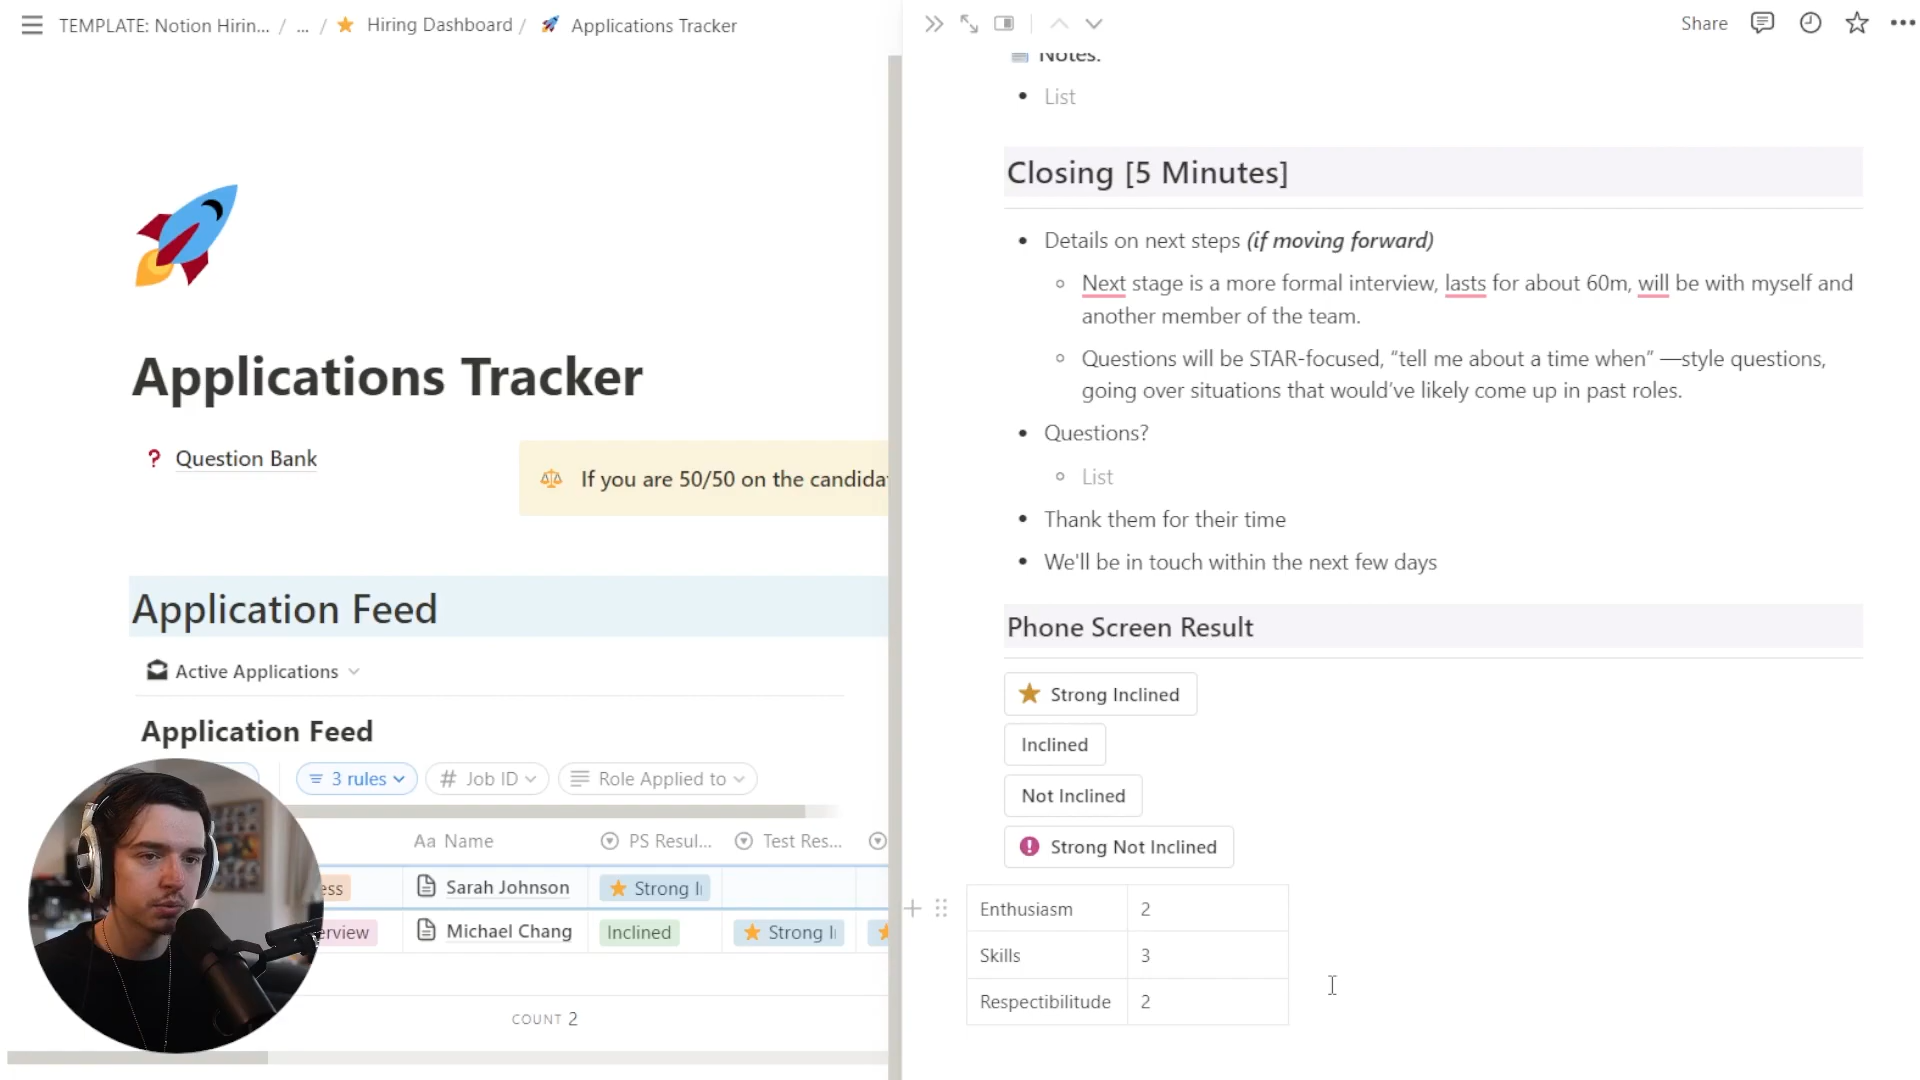 TEMPLATE: Notion Hirin... / ... / Hiring Dashboard / Applications Tracker
Applications Tracker
Question Bank
If you are 50/50 on the candida
Application Feed
Active Applications
Application Feed
3 rules
Job ID
Role Applied to
Aa Name
PS Resul...
Test Res...
ess
Sarah Johnson
Strong I
erview
Michael Chang
Inclined
Strong I
COUNT 2
Share
Notes:
List
Closing [5 Minutes]
Details on next steps (if moving forward)
Next stage is a more formal interview, lasts for about 60m, will be with myself and
another member of the team.
Questions will be STAR-focused, “tell me about a time when” —style questions,
going over situations that would’ve likely come up in past roles.
Questions?
List
Thank them for their time
We'll be in touch within the next few days
Phone Screen Result
Strong Inclined
Inclined
Not Inclined
Strong Not Inclined
Enthusiasm 2
Skills 3
Respectibilitude 2